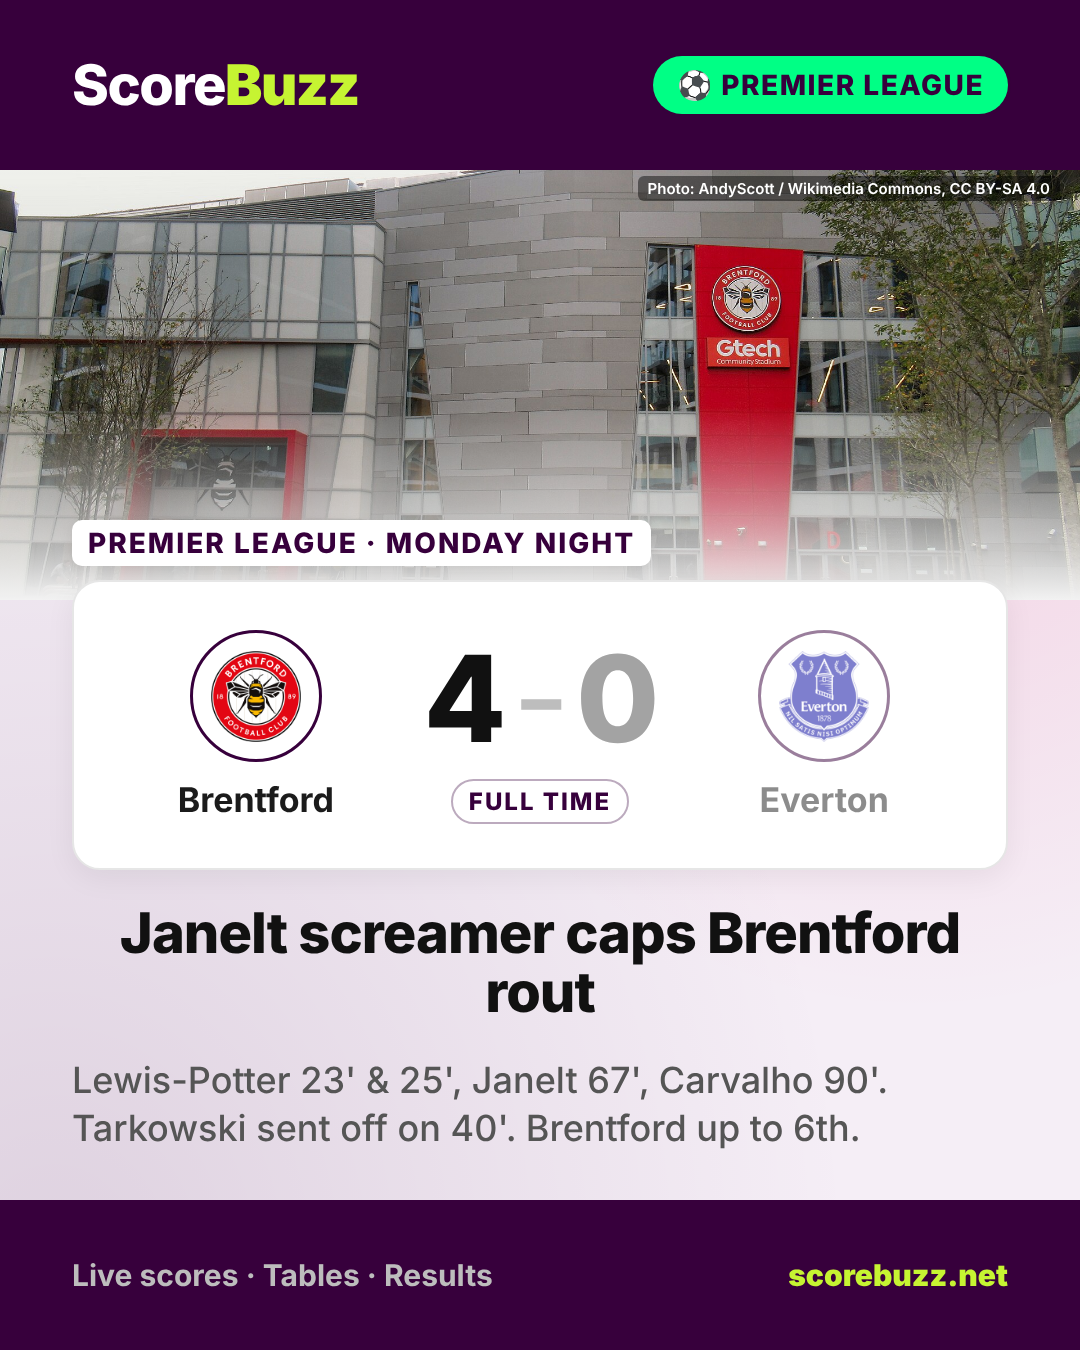 ScoreBuzz
⚽ PREMIER LEAGUE
Photo: AndyScott / Wikimedia Commons, CC BY-SA 4.0
BRENTFORD
18 89
FOOTBALL CLUB
Gtech
Community Stadium
PREMIER LEAGUE · MONDAY NIGHT
BRENTFORD
18 89
FOOTBALL CLUB
4 - 0
Everton
1878
NIL SATIS NISI OPTIMUM
Brentford
FULL TIME
Everton
Janelt screamer caps Brentford
rout
Lewis-Potter 23' & 25', Janelt 67', Carvalho 90'.
Tarkowski sent off on 40'. Brentford up to 6th.
Live scores · Tables · Results
scorebuzz.net